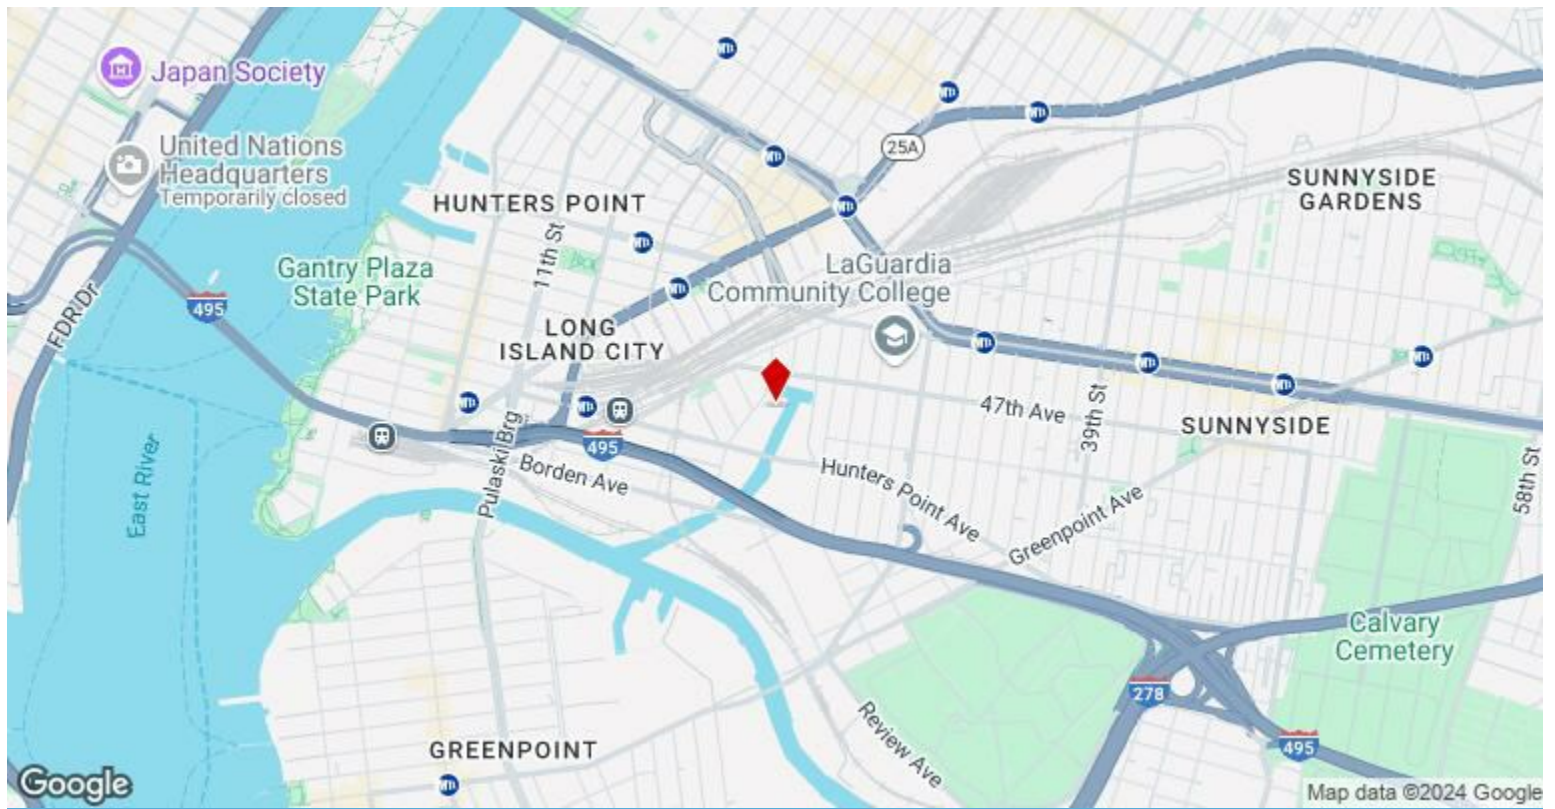 Japan Society
United Nations
Headquarters
Temporarily closed
25A
SUNNYSIDE
GARDENS
HUNTERS POINT
11th St
Gantry Plaza
State Park
LaGuardia
Community College
495
FDR Dr
LONG
ISLAND CITY
47th Ave
39th St
SUNNYSIDE
495
Pulaski Brg
Borden Ave
Hunters Point Ave
Greenpoint Ave
58th St
East River
Calvary
Cemetery
278
Review Ave
495
GREENPOINT
Google
Map data ©2024 Google